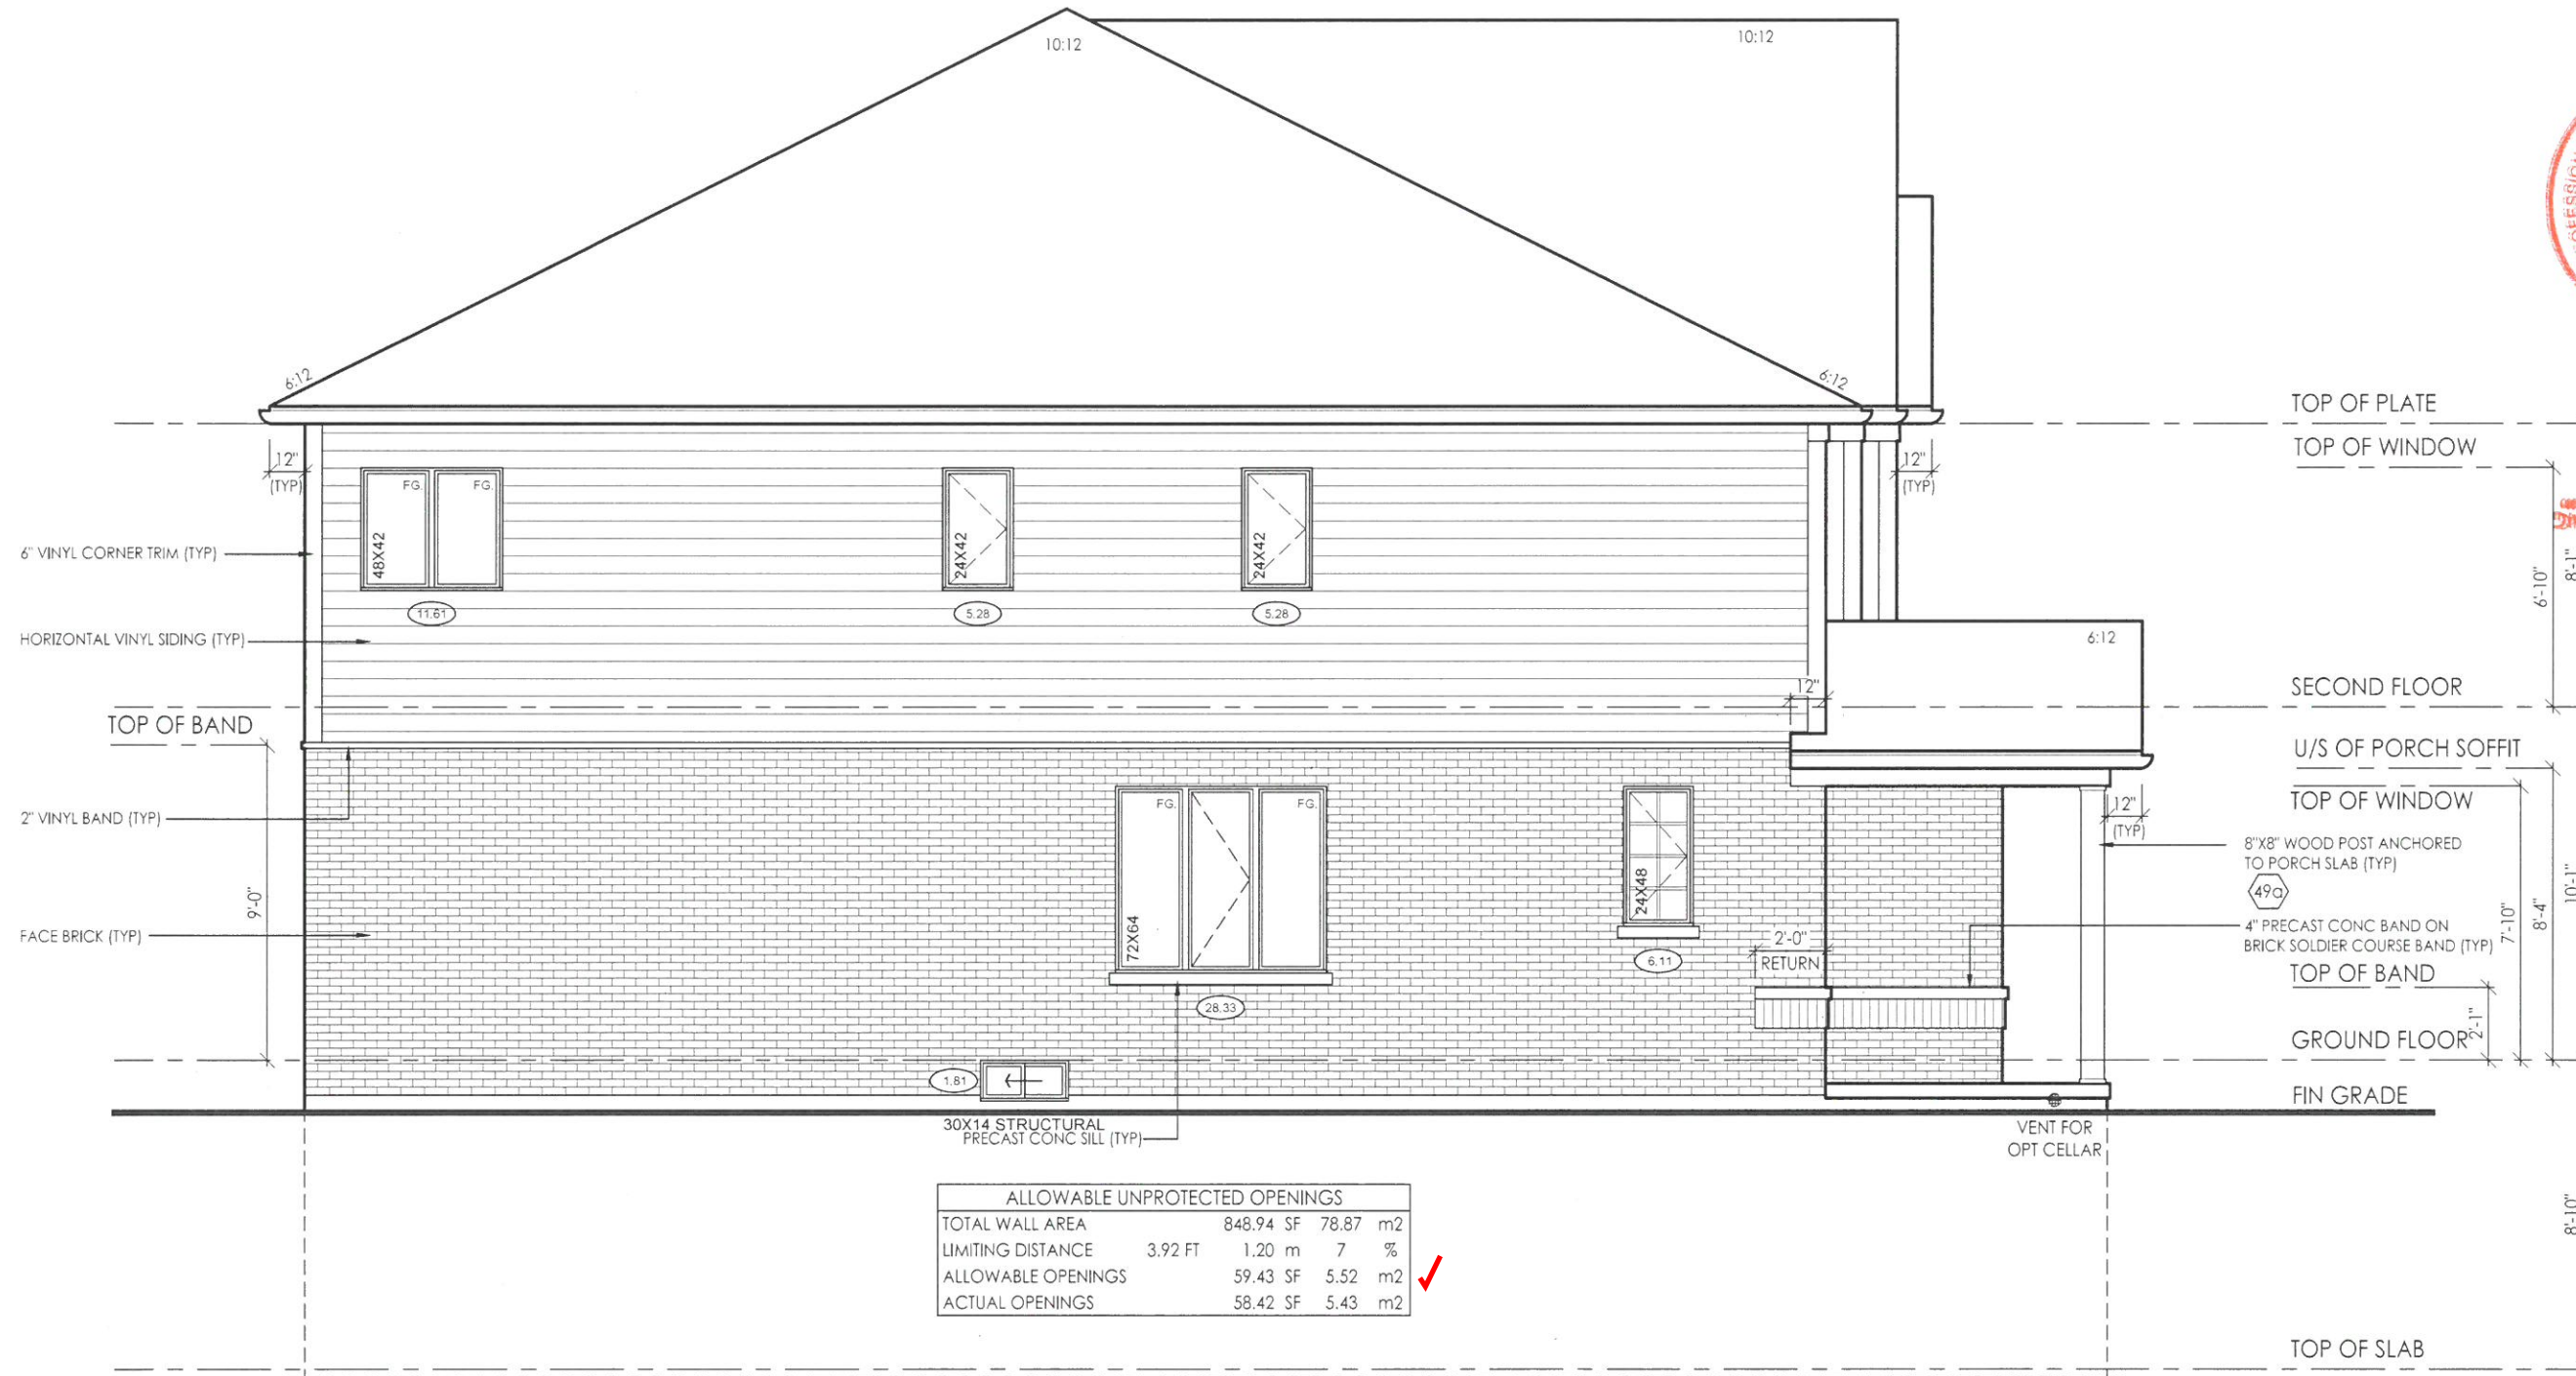 10:12
10:12
6:12
6:12
TOP OF PLATE
TOP OF WINDOW
12"
(TYP)
12"
(TYP)
FG.
FG.
48X42
24X42
24X42
6" VINYL CORNER TRIM (TYP)
11.61
5.28
5.28
8'-1"
6'-10"
HORIZONTAL VINYL SIDING (TYP)
6:12
12"
SECOND FLOOR
TOP OF BAND
U/S OF PORCH SOFFIT
TOP OF WINDOW
FG.
FG.
12"
(TYP)
2" VINYL BAND (TYP)
8"X8" WOOD POST ANCHORED
TO PORCH SLAB (TYP)
49a
9'-0"
72X64
24X48
10'-1"
8'-4"
7'-10"
FACE BRICK (TYP)
4" PRECAST CONC BAND ON
BRICK SOLDIER COURSE BAND (TYP)
2'-0"
RETURN
6.11
TOP OF BAND
28.33
2'-1"
GROUND FLOOR
1.81
FIN GRADE
30X14 STRUCTURAL
PRECAST CONC SILL (TYP)
VENT FOR
OPT CELLAR
8'-10"
ALLOWABLE UNPROTECTED OPENINGS
TOTAL WALL AREA 848.94 SF 78.87 m2
LIMITING DISTANCE 3.92 FT 1.20 m 7 %
ALLOWABLE OPENINGS 59.43 SF 5.52 m2
ACTUAL OPENINGS 58.42 SF 5.43 m2
TOP OF SLAB